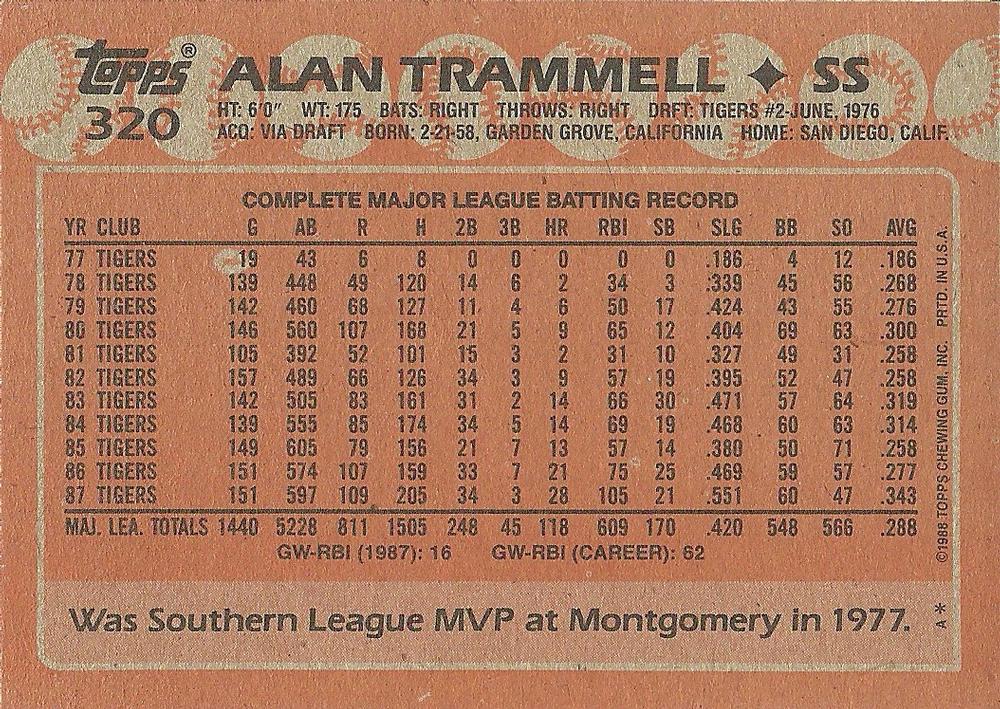 Topps® ALAN TRAMMELL ✦ SS
320 HT: 6'0" WT: 175 BATS: RIGHT THROWS: RIGHT DRFT: TIGERS #2-JUNE, 1976
ACQ: VIA DRAFT BORN: 2-21-58, GARDEN GROVE, CALIFORNIA HOME: SAN DIEGO, CALIF.
COMPLETE MAJOR LEAGUE BATTING RECORD
YR CLUB G AB R H 2B 3B HR RBI SB SLG BB SO AVG
77 TIGERS 19 43 6 8 0 0 0 0 0 .186 4 12 .186
78 TIGERS 139 448 49 120 14 6 2 34 3 .339 45 56 .268
79 TIGERS 142 460 68 127 11 4 6 50 17 .424 43 55 .276
80 TIGERS 146 560 107 168 21 5 9 65 12 .404 69 63 .300
81 TIGERS 105 392 52 101 15 3 2 31 10 .327 49 31 .258
82 TIGERS 157 489 66 126 34 3 9 57 19 .395 52 47 .258
83 TIGERS 142 505 83 161 31 2 14 66 30 .471 57 64 .319
84 TIGERS 139 555 85 174 34 5 14 69 19 .468 60 63 .314
85 TIGERS 149 605 79 156 21 7 13 57 14 .380 50 71 .258
86 TIGERS 151 574 107 159 33 7 21 75 25 .469 59 57 .277
87 TIGERS 151 597 109 205 34 3 28 105 21 .551 60 47 .343
MAJ. LEA. TOTALS 1440 5228 811 1505 248 45 118 609 170 .420 548 566 .288
GW-RBI (1987): 16 GW-RBI (CAREER): 62
Was Southern League MVP at Montgomery in 1977.
©1988 TOPPS CHEWING GUM, INC. PRTD. IN U.S.A.
A*